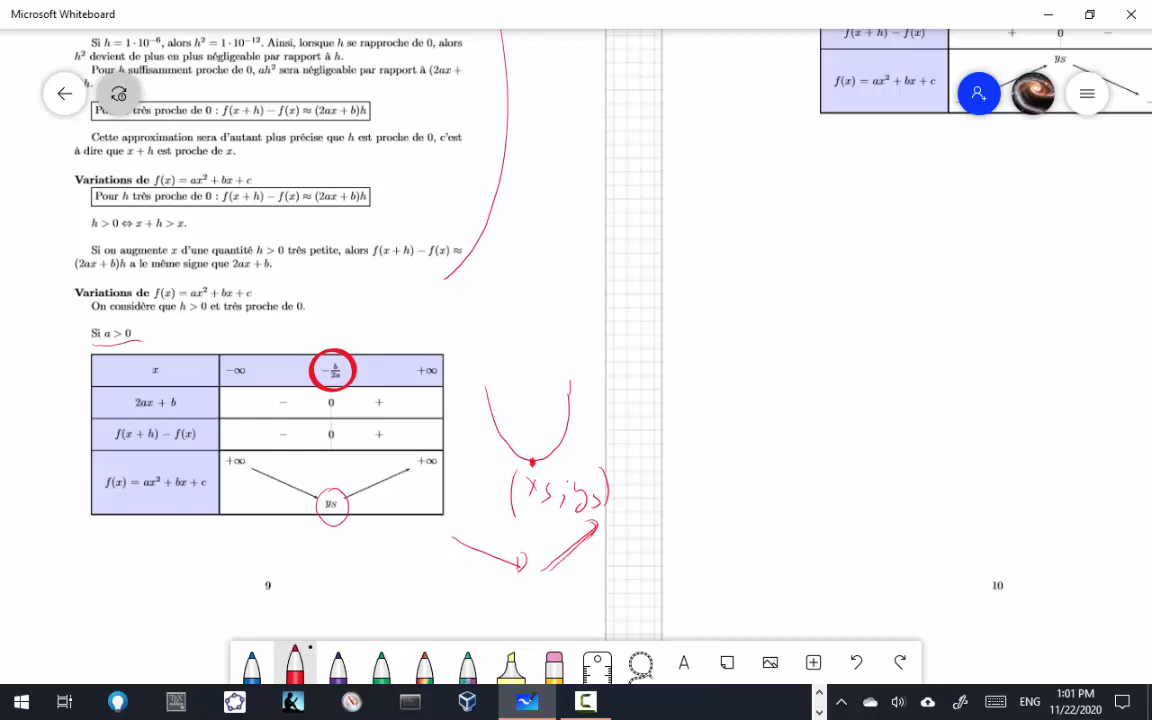 Microsoft Whiteboard
Si h = 1 · 10⁻⁶, alors h² = 1 · 10⁻¹². Ainsi, lorsque h se rapproche de 0, alors
h² devient de plus en plus négligeable par rapport à h.
Pour h suffisamment proche de 0, ah² sera négligeable par rapport à (2ax +
h.
très proche de 0 : f(x + h) − f(x) ≈ (2ax + b)h
Cette approximation sera d'autant plus précise que h est proche de 0, c'est
à dire que x + h est proche de x.
Variations de f(x) = ax² + bx + c
Pour h très proche de 0 : f(x + h) − f(x) ≈ (2ax + b)h
h > 0 ⇔ x + h > x.
Si on augmente x d'une quantité h > 0 très petite, alors f(x + h) − f(x) ≈
(2ax + b)h a le même signe que 2ax + b.
Variations de f(x) = ax² + bx + c
On considère que h > 0 et très proche de 0.
Si a > 0
x −∞ −b/2a +∞
2ax + b − 0 +
f(x + h) − f(x) − 0 +
+∞ +∞
f(x) = ax² + bx + c
yS
(xS ; yS)
9
f(x + h) − f(x) + 0 −
yS
f(x) = ax² + bx + c
10
A
ENG
1:01 PM
11/22/2020